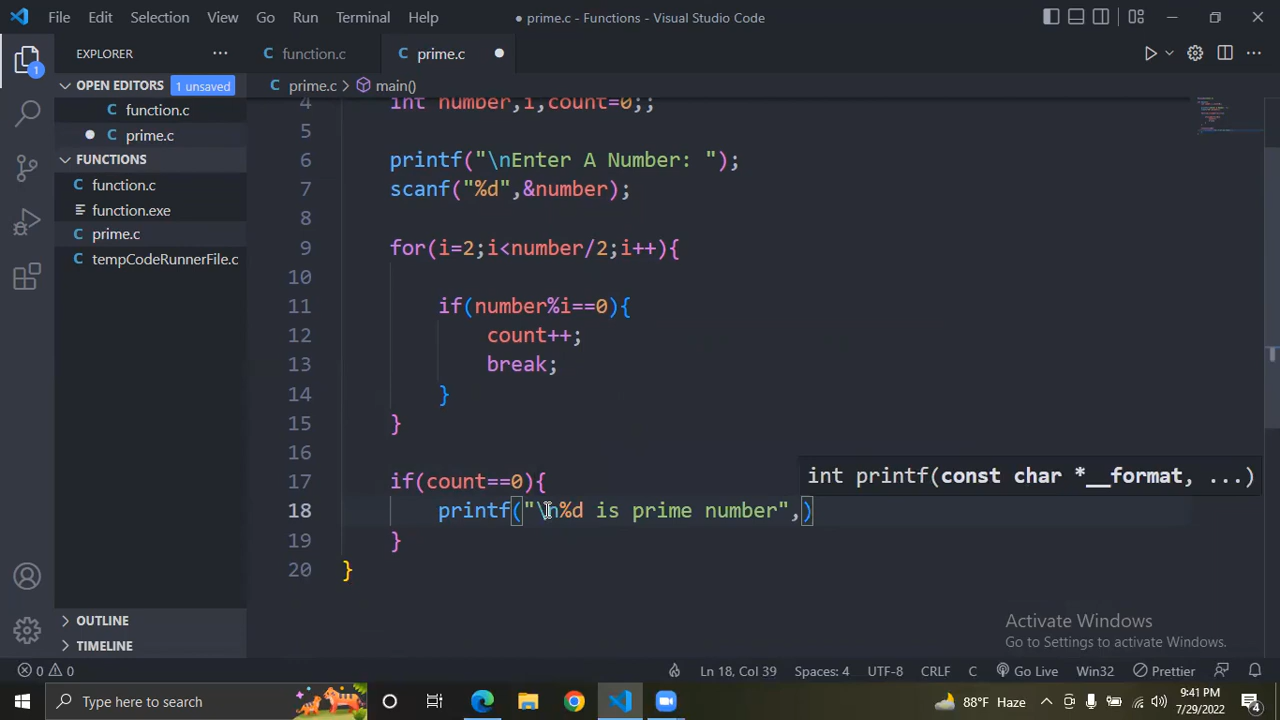 File Edit Selection View Go Run Terminal Help ● prime.c - Functions - Visual Studio Code
EXPLORER ··· C function.c C prime.c ●
OPEN EDITORS 1 unsaved
prime.c > main()
C function.c
● C prime.c
FUNCTIONS
C function.c
function.exe
C prime.c
C tempCodeRunnerFile.c
OUTLINE
TIMELINE
4 int number,i,count=0;;
5
6 printf("\nEnter A Number: ");
7 scanf("%d",&number);
8
9 for(i=2;i<number/2;i++){
10
11 if(number%i==0){
12 count++;
13 break;
14 }
15 }
16
17 if(count==0){
int printf(const char *__format, ...)
18 printf("\n%d is prime number",)
19 }
20 }
Activate Windows
Go to Settings to activate Windows.
0 0 Ln 18, Col 39 Spaces: 4 UTF-8 CRLF C Go Live Win32 Prettier
Type here to search 88°F Haze 9:41 PM
7/29/2022 4
1